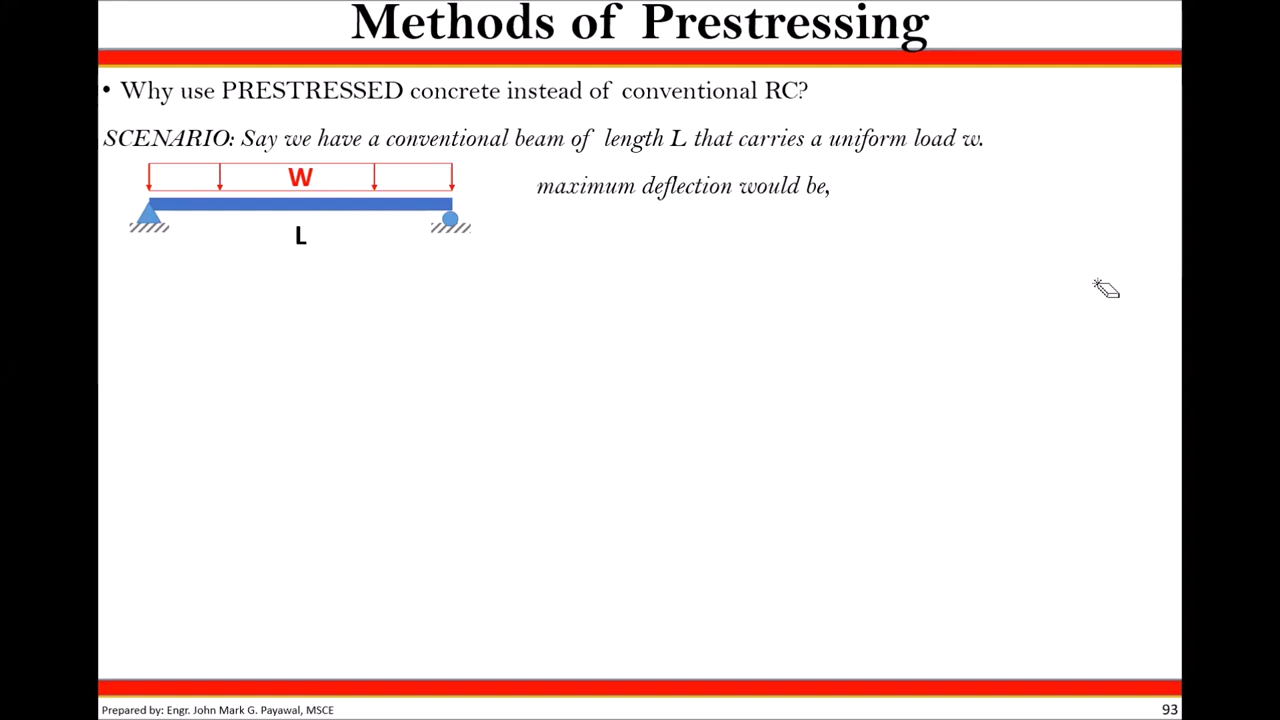 Methods of Prestressing
• Why use PRESTRESSED concrete instead of conventional RC?
SCENARIO: Say we have a conventional beam of length L that carries a uniform load w.
W
maximum deflection would be,
L
Prepared by: Engr. John Mark G. Payawal, MSCE
93